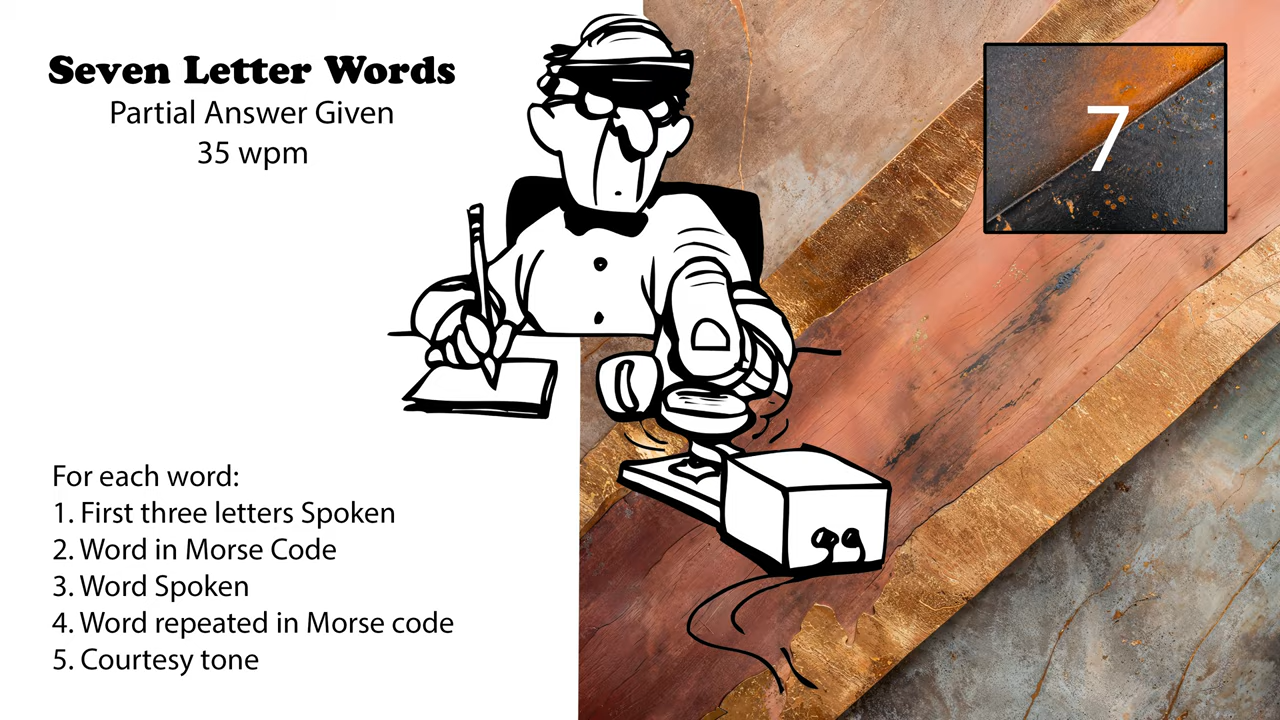 Seven Letter Words
Partial Answer Given
35 wpm
7
For each word:
1. First three letters Spoken
2. Word in Morse Code
3. Word Spoken
4. Word repeated in Morse code
5. Courtesy tone